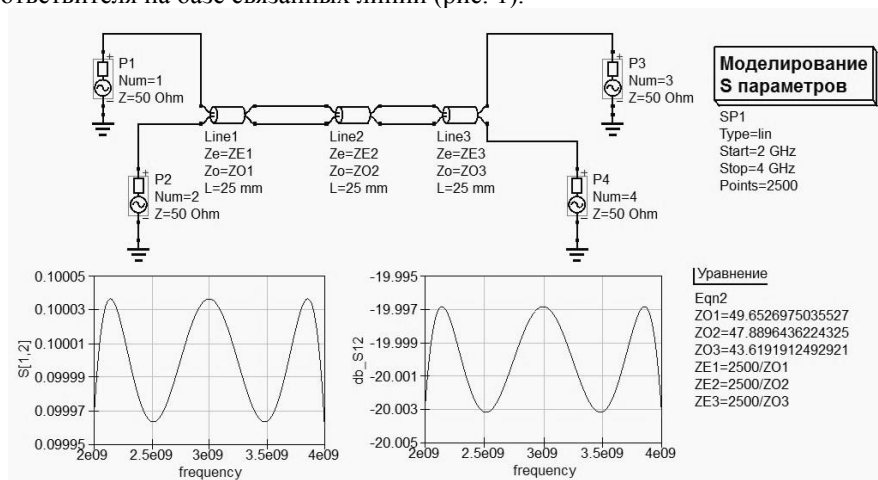 ответвителя на базе связанных линий (рис. 1).
P1
Num=1
Z=50 Ohm
P3
Num=3
Z=50 Ohm
Моделирование
S параметров
SP1
Type=lin
Start=2 GHz
Stop=4 GHz
Points=2500
Line1
Ze=ZE1
Zo=ZO1
L=25 mm
Line2
Ze=ZE2
Zo=ZO2
L=25 mm
Line3
Ze=ZE3
Zo=ZO3
L=25 mm
P2
Num=2
Z=50 Ohm
P4
Num=4
Z=50 Ohm
0.10005
0.10003
0.10001
0.09999
0.09997
0.09995
S[1,2]
2e09
2.5e09
3e09
3.5e09
4e09
frequency
-19.995
-19.997
-19.999
-20.001
-20.003
-20.005
db_S12
2e09
2.5e09
3e09
3.5e09
4e09
frequency
Уравнение
Eqn2
ZO1=49.6526975035527
ZO2=47.8896436224325
ZO3=43.6191912492921
ZE1=2500/ZO1
ZE2=2500/ZO2
ZE3=2500/ZO3